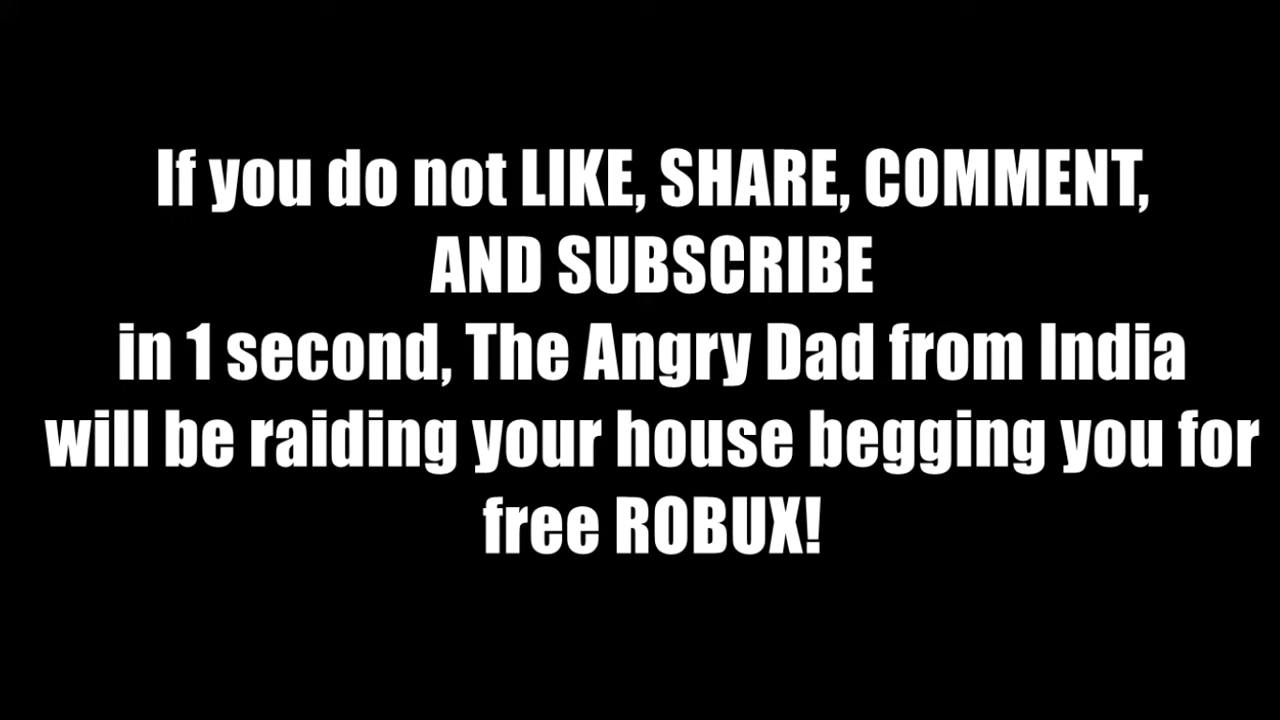 If you do not LIKE, SHARE, COMMENT,
AND SUBSCRIBE
in 1 second, The Angry Dad from India
will be raiding your house begging you for
free ROBUX!